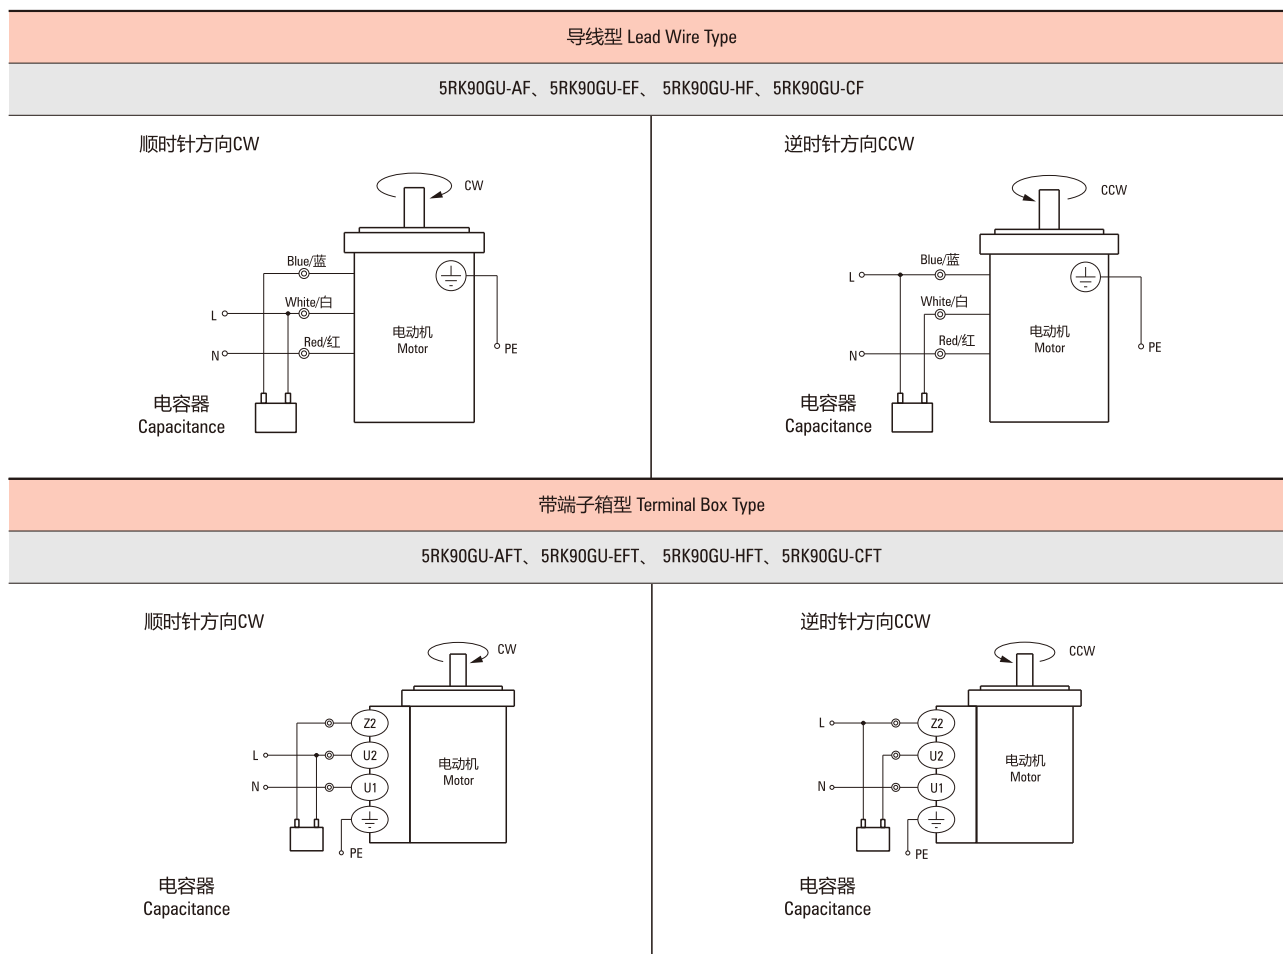 导线型 Lead Wire Type
5RK90GU-AF、5RK90GU-EF、 5RK90GU-HF、5RK90GU-CF
顺时针方向CW
CW
Blue/蓝
White/白
L
Red/红
N
电动机
Motor
PE
电容器
Capacitance
逆时针方向CCW
CCW
Blue/蓝
L
White/白
Red/红
N
电动机
Motor
PE
电容器
Capacitance
带端子箱型 Terminal Box Type
5RK90GU-AFT、5RK90GU-EFT、 5RK90GU-HFT、5RK90GU-CFT
顺时针方向CW
CW
Z2
L
U2
N
U1
电动机
Motor
PE
电容器
Capacitance
逆时针方向CCW
CCW
L
Z2
U2
N
U1
电动机
Motor
PE
电容器
Capacitance